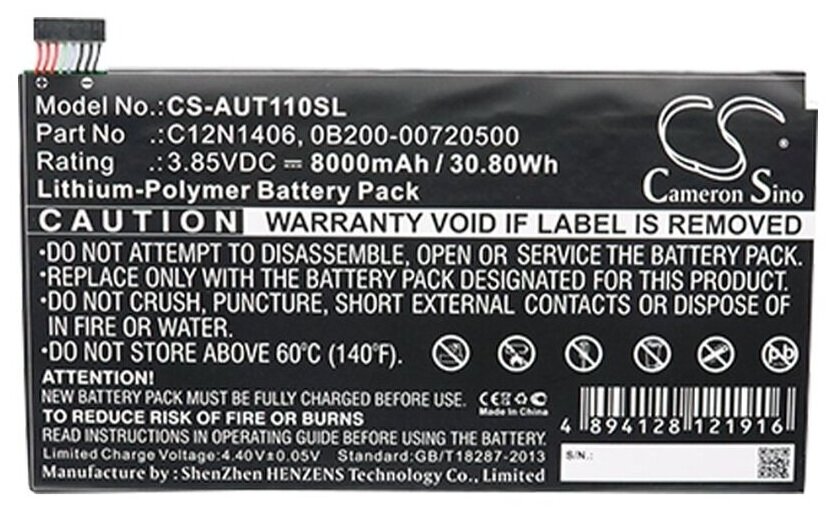 Model No.:CS-AUT110SL
Part No .:C12N1406, 0B200-00720500
Rating .:3.85VDC ⎓ 8000mAh / 30.80Wh
Lithium-Polymer Battery Pack
CS
Cameron Sino
CAUTION WARRANTY VOID IF LABEL IS REMOVED
•DO NOT ATTEMPT TO DISASSEMBLE, OPEN OR SERVICE THE BATTERY PACK.
•REPLACE ONLY WITH THE BATTERY PACK DESIGNATED FOR THIS PRODUCT.
•DO NOT CRUSH, PUNCTURE, SHORT EXTERNAL CONTACTS OR DISPOSE OF
IN FIRE OR WATER.
•DO NOT STORE ABOVE 60°C (140°F).
Pb
ATTENTION!
NEW BATTERY PACK MUST BE FULLY CHARGED BEFORE USE.
TO REDUCE RISK OF FIRE OR BURNS
READ INSTRUCTIONS IN OPERATING GUIDE BEFORE USING BATTERY.
Limited Charge Voltage:4.40V±0.05V Standard:GB/T18287-2013
Manufacture by : ShenZhen HENZENS Technology Co., Limited
CE
Made In China
4 894128 121916
S/N.: